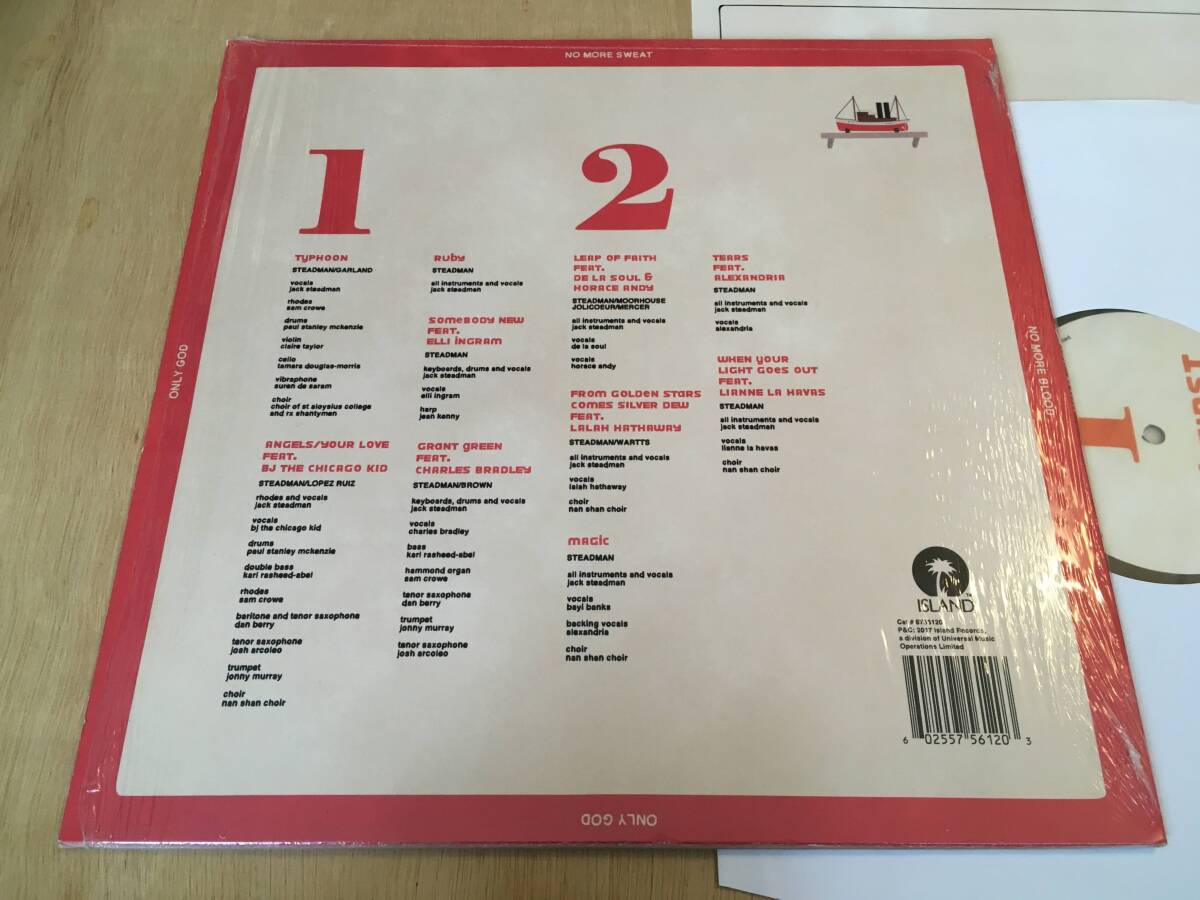 NO MORE SWEAT
ONLY GOD
NO MORE BLOOD
ONLY GOD
1
TYPHOON
STEADMAN/GARLAND
vocals
jack steadman
rhodes
sam crowe
drums
paul stanley mckenzie
violin
claire taylor
cello
tamara douglas-morris
vibraphone
suren de saram
choir
choir of st aloysius college
and rx shantymen
ANGELS/YOUR LOVE
FEAT.
BJ THE CHICAGO KID
STEADMAN/LOPEZ RUIZ
rhodes and vocals
jack steadman
vocals
bj the chicago kid
drums
paul stanley mckenzie
double bass
kari rasheed-abel
rhodes
sam crowe
baritone and tenor saxophone
dan berry
tenor saxophone
josh arcoleo
trumpet
jonny murray
choir
nan shan choir
RUBY
STEADMAN
all instruments and vocals
jack steadman
SOMEBODY NEW
FEAT.
ELLI INGRAM
STEADMAN
keyboards, drums and vocals
jack steadman
vocals
elli ingram
harp
jean kenny
GRANT GREEN
FEAT.
CHARLES BRADLEY
STEADMAN/BROWN
keyboards, drums and vocals
jack steadman
vocals
charles bradley
bass
kari rasheed-abel
hammond organ
sam crowe
tenor saxophone
dan berry
trumpet
jonny murray
tenor saxophone
josh arcoleo
2
LEAP OF FAITH
FEAT.
DE LA SOUL &
HORACE ANDY
STEADMAN/MOORHOUSE
JOLICOEUR/MERCER
all instruments and vocals
jack steadman
vocals
de la soul
vocals
horace andy
FROM GOLDEN STARS
COMES SILVER DEW
FEAT.
LALAH HATHAWAY
STEADMAN/WARTTS
all instruments and vocals
jack steadman
vocals
lalah hathaway
choir
nan shan choir
MAGIC
STEADMAN
all instruments and vocals
jack steadman
vocals
bayi banks
backing vocals
alexandria
choir
nan shan choir
TEARS
FEAT.
ALEXANDRIA
STEADMAN
all instruments and vocals
jack steadman
vocals
alexandria
WHEN YOUR
LIGHT GOES OUT
FEAT.
LIANNE LA HAVAS
STEADMAN
all instruments and vocals
jack steadman
vocals
lianne la havas
choir
nan shan choir
ISLAND
Cat #
P&C: 2017 Island Records,
a division of Universal Music
Operations Limited
6 02557 56120 3
1